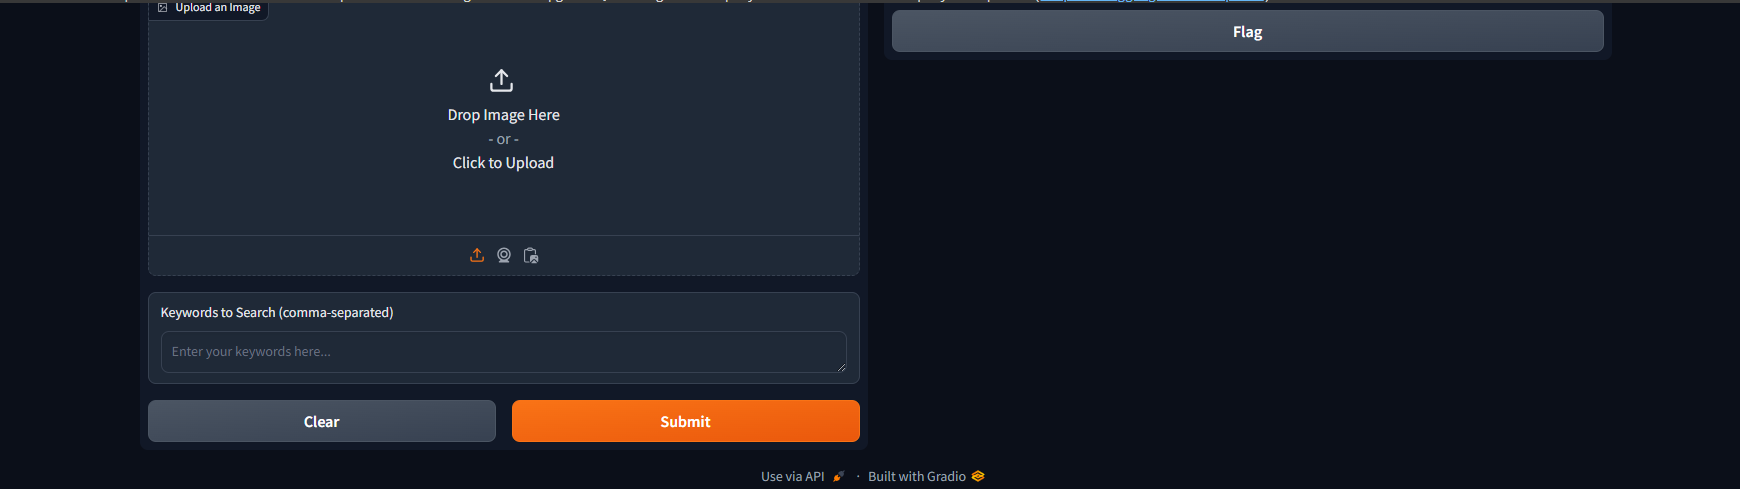 Upload an Image
Flag
Drop Image Here
- or -
Click to Upload
Keywords to Search (comma-separated)
Enter your keywords here...
Clear
Submit
Use via API · Built with Gradio